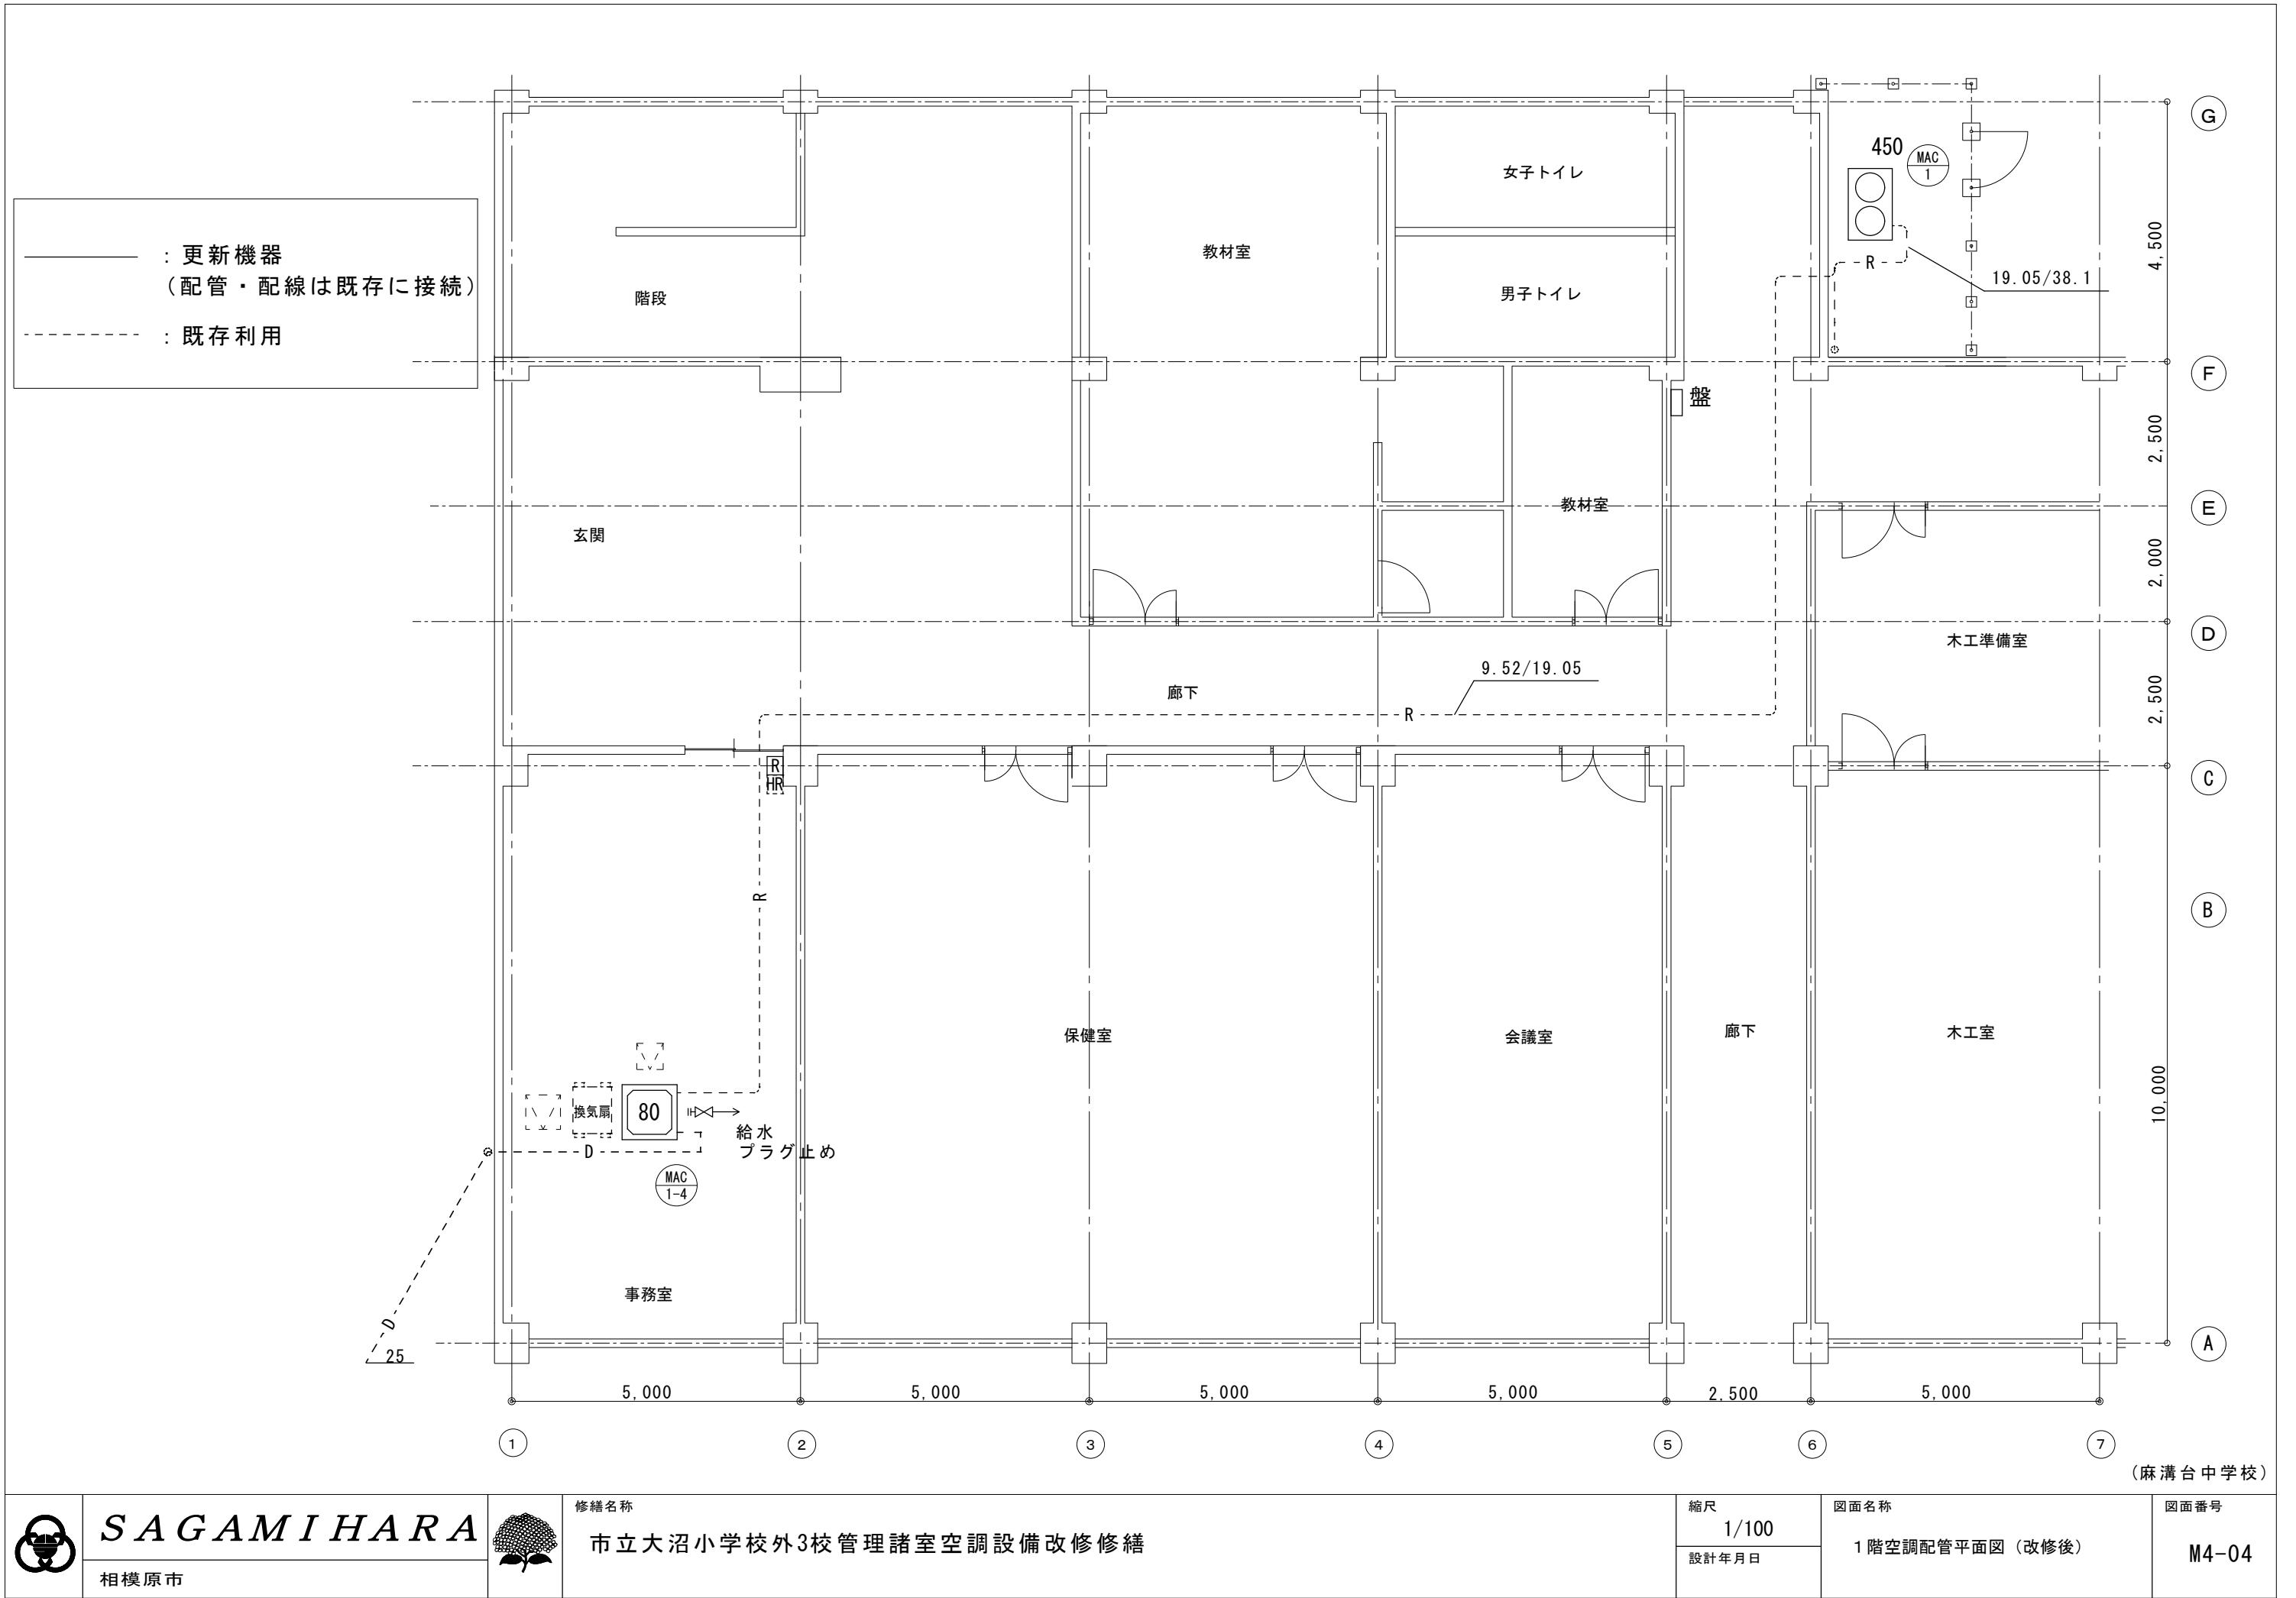 G
450
MAC
1
女子トイレ
: 更新機器
(配管・配線は既存に接続)
教材室
4,500
R
19.05/38.1
階段
男子トイレ
: 既存利用
F
盤
2,500
教材室
E
玄関
2,000
D
木工準備室
9.52/19.05
廊下
2,500
R
R
HR
C
R
B
保健室
会議室
廊下
木工室
10,000
換気扇
80
給水
プラグ止め
D
MAC
1-4
事務室
D
25
A
5,000
5,000
5,000
5,000
2,500
5,000
1
2
3
4
5
6
7
(麻溝台中学校)
SAGAMIHARA
相模原市
修繕名称
市立大沼小学校外3校管理諸室空調設備改修修繕
縮尺
1/100
設計年月日
図面名称
1階空調配管平面図(改修後)
図面番号
M4-04